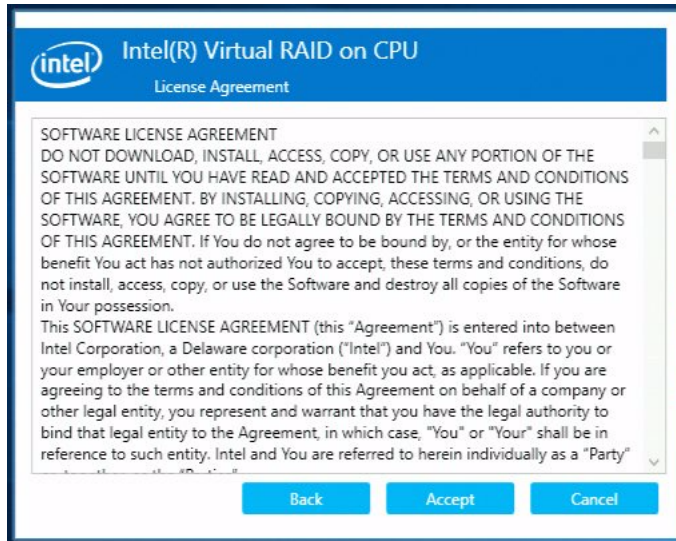 intel
Intel(R) Virtual RAID on CPU
License Agreement
SOFTWARE LICENSE AGREEMENT
DO NOT DOWNLOAD, INSTALL, ACCESS, COPY, OR USE ANY PORTION OF THE
SOFTWARE UNTIL YOU HAVE READ AND ACCEPTED THE TERMS AND CONDITIONS
OF THIS AGREEMENT. BY INSTALLING, COPYING, ACCESSING, OR USING THE
SOFTWARE, YOU AGREE TO BE LEGALLY BOUND BY THE TERMS AND CONDITIONS
OF THIS AGREEMENT. If You do not agree to be bound by, or the entity for whose
benefit You act has not authorized You to accept, these terms and conditions, do
not install, access, copy, or use the Software and destroy all copies of the Software
in Your possession.
This SOFTWARE LICENSE AGREEMENT (this “Agreement”) is entered into between
Intel Corporation, a Delaware corporation (“Intel”) and You. “You” refers to you or
your employer or other entity for whose benefit you act, as applicable. If you are
agreeing to the terms and conditions of this Agreement on behalf of a company or
other legal entity, you represent and warrant that you have the legal authority to
bind that legal entity to the Agreement, in which case, "You" or "Your" shall be in
reference to such entity. Intel and You are referred to herein individually as a “Party”
Back
Accept
Cancel